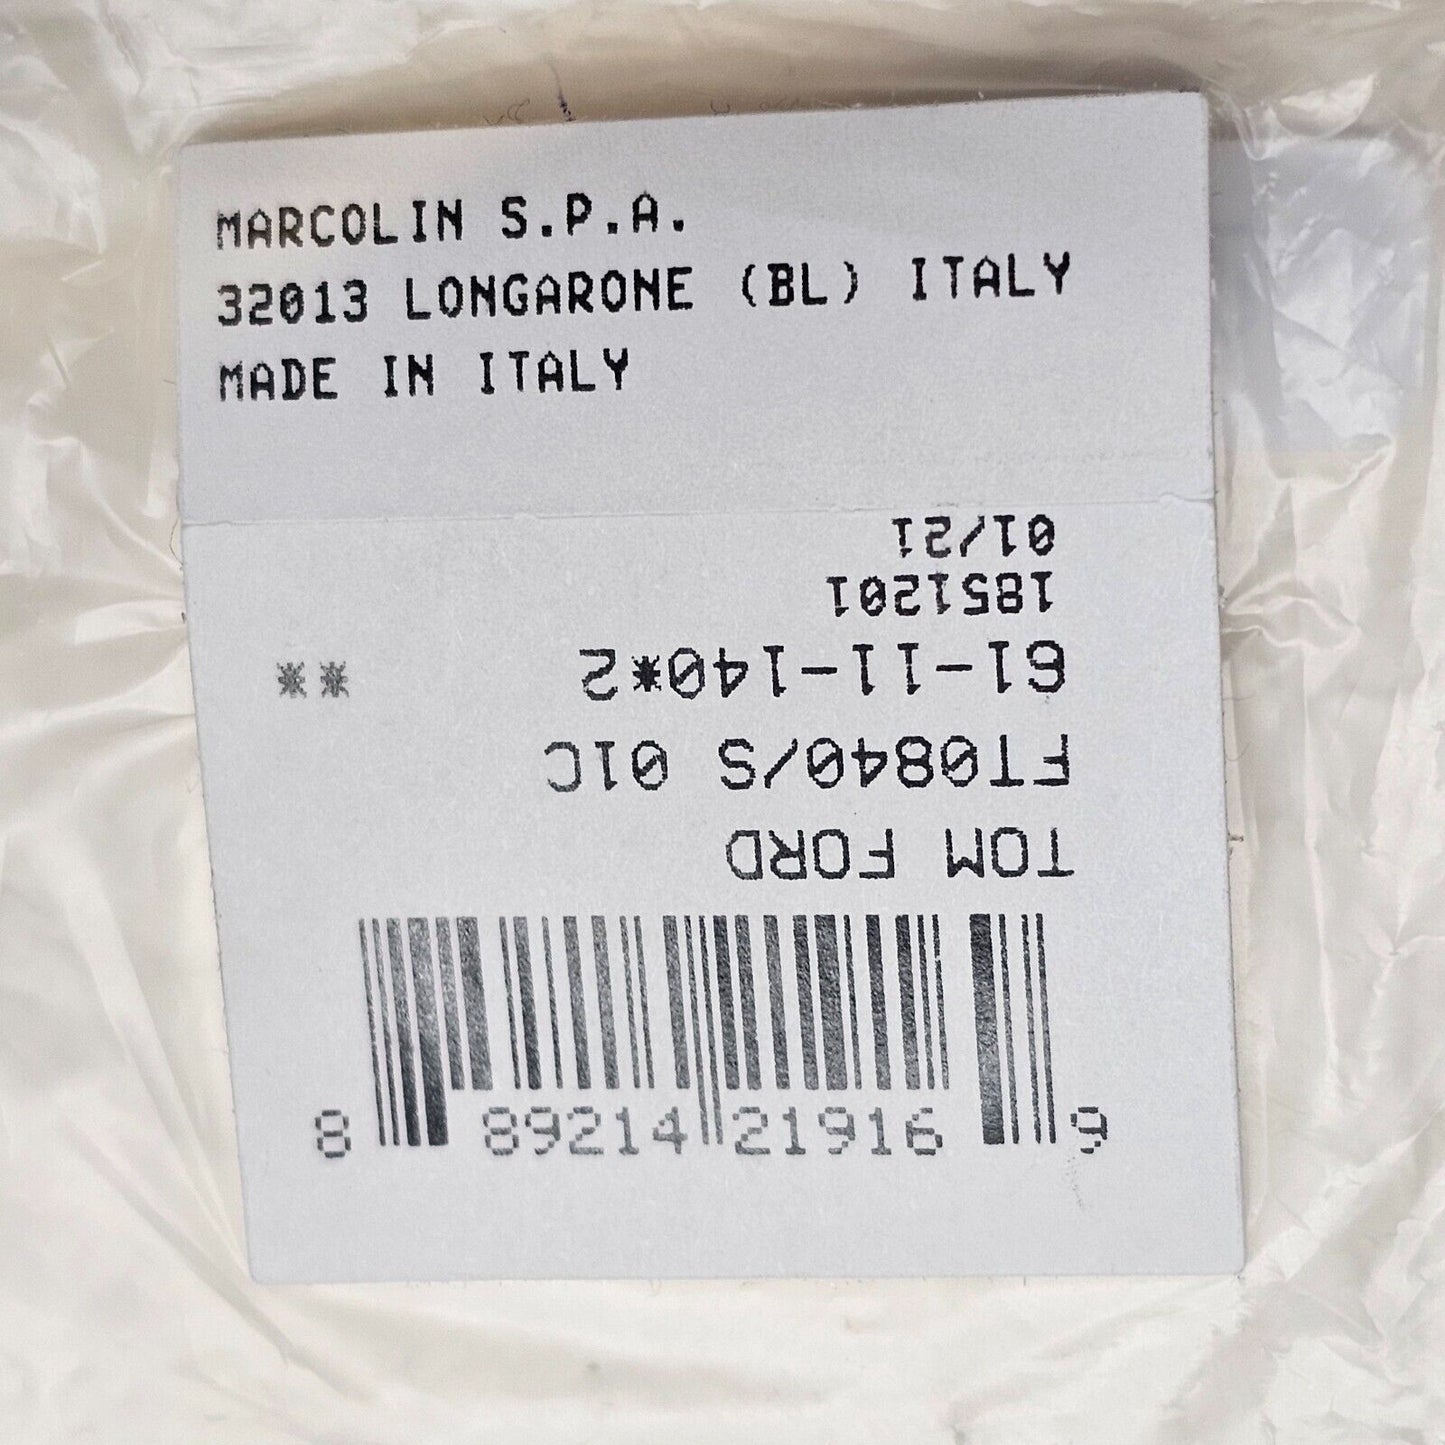 MARCOLIN S.P.A.
32013 LONGARONE (BL) ITALY
MADE IN ITALY
TOM FORD
FT0840/S 01C
61-11-140*2 **
1851201
01/21
8 89214 21916 9